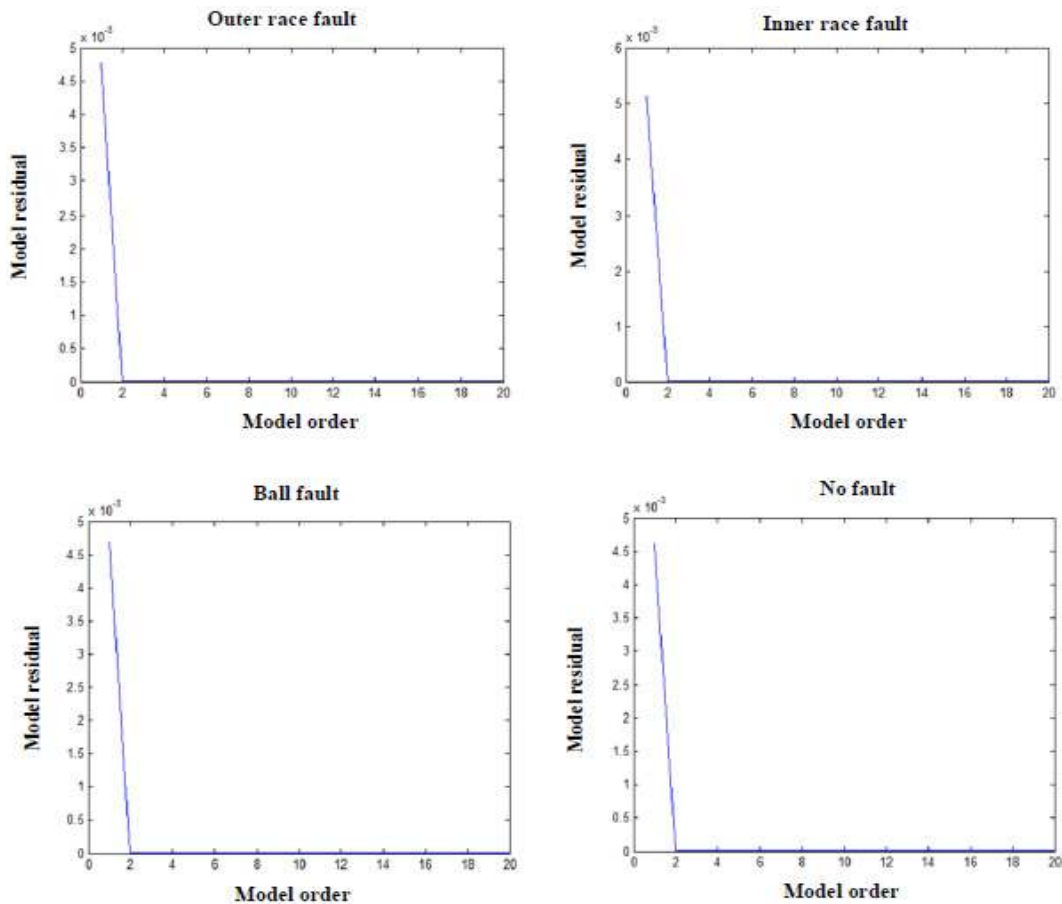 Outer race fault
x 10⁻³
5
4.5
4
3.5
3
2.5
2
1.5
1
0.5
0
Model residual
0 2 4 6 8 10 12 14 16 18 20
Model order
Inner race fault
x 10⁻³
6
5
4
3
2
1
0
Model residual
0 2 4 6 8 10 12 14 16 18 20
Model order
Ball fault
x 10⁻³
5
4.5
4
3.5
3
2.5
2
1.5
1
0.5
0
Model residual
0 2 4 6 8 10 12 14 16 18 20
Model order
No fault
x 10⁻³
5
4.5
4
3.5
3
2.5
2
1.5
1
0.5
0
Model residual
0 2 4 6 8 10 12 14 16 18 20
Model order